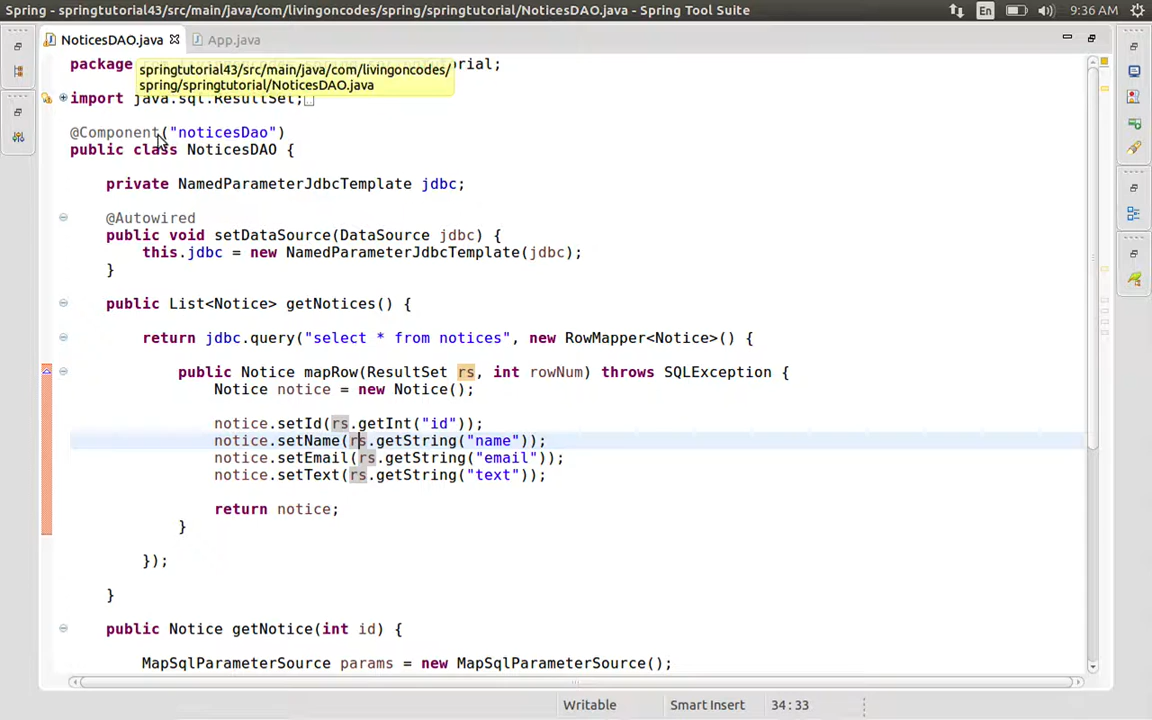 Spring - springtutorial43/src/main/java/com/livingoncodes/spring/springtutorial/NoticesDAO.java - Spring Tool Suite
En
9:36 AM
NoticesDAO.java
App.java
package
torial;
springtutorial43/src/main/java/com/livingoncodes/
spring/springtutorial/NoticesDAO.java
import java.sql.ResultSet;
@Component("noticesDao")
public class NoticesDAO {
private NamedParameterJdbcTemplate jdbc;
@Autowired
public void setDataSource(DataSource jdbc) {
this.jdbc = new NamedParameterJdbcTemplate(jdbc);
}
public List<Notice> getNotices() {
return jdbc.query("select * from notices", new RowMapper<Notice>() {
public Notice mapRow(ResultSet rs, int rowNum) throws SQLException {
Notice notice = new Notice();
notice.setId(rs.getInt("id"));
notice.setName(rs.getString("name"));
notice.setEmail(rs.getString("email"));
notice.setText(rs.getString("text"));
return notice;
}
});
}
public Notice getNotice(int id) {
MapSqlParameterSource params = new MapSqlParameterSource();
Writable
Smart Insert
34 : 33